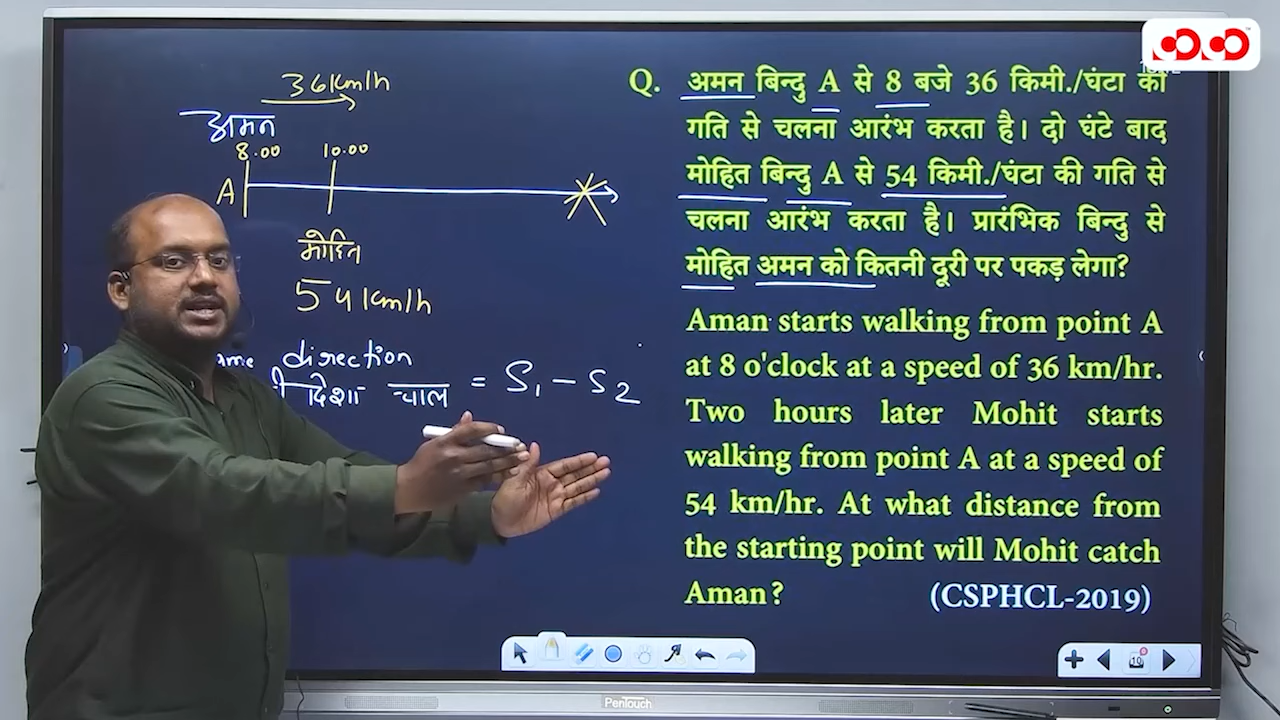 36km/h
अमन
8.00 10.00
A
मोहित
54km/h
direction
दिशा चाल = S₁ – S₂
Q. अमन बिन्दु A से 8 बजे 36 किमी./घंटा की
गति से चलना आरंभ करता है। दो घंटे बाद
मोहित बिन्दु A से 54 किमी./घंटा की गति से
चलना आरंभ करता है। प्रारंभिक बिन्दु से
मोहित अमन को कितनी दूरी पर पकड़ लेगा?
Aman starts walking from point A
at 8 o'clock at a speed of 36 km/hr.
Two hours later Mohit starts
walking from point A at a speed of
54 km/hr. At what distance from
the starting point will Mohit catch
Aman? (CSPHCL-2019)
10
PenTouch